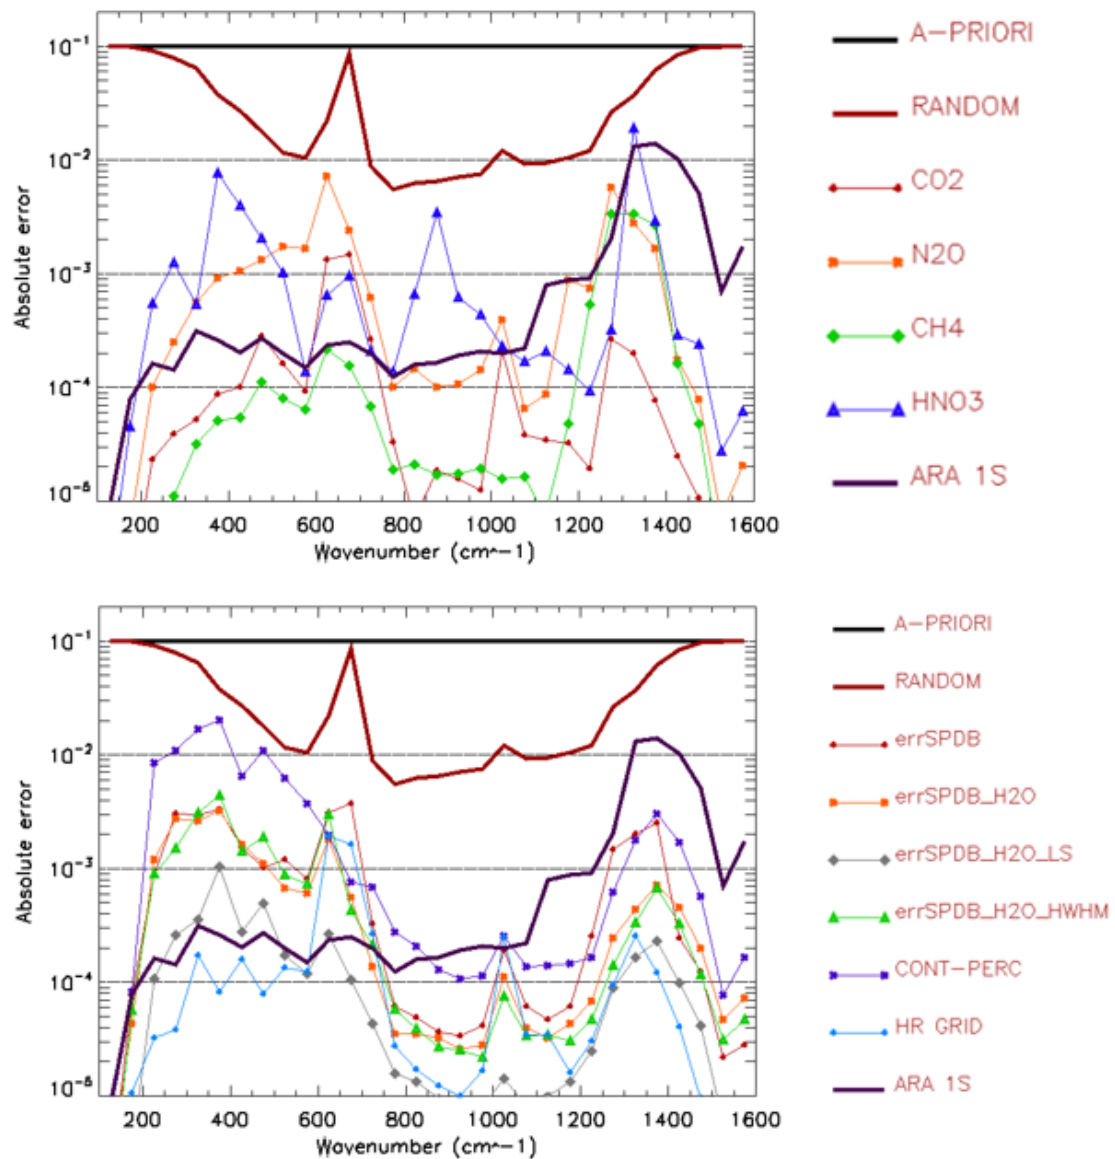 10⁻¹
10⁻²
10⁻³
10⁻⁴
10⁻⁵
Absolute error
200 400 600 800 1000 1200 1400 1600
Wavenumber (cm^-1)
A-PRIORI
RANDOM
CO2
N2O
CH4
HNO3
ARA 1S
10⁻¹
10⁻²
10⁻³
10⁻⁴
10⁻⁵
Absolute error
200 400 600 800 1000 1200 1400 1600
Wavenumber (cm^-1)
A-PRIORI
RANDOM
errSPDB
errSPDB_H2O
errSPDB_H2O_LS
errSPDB_H2O_HWHM
CONT-PERC
HR GRID
ARA 1S